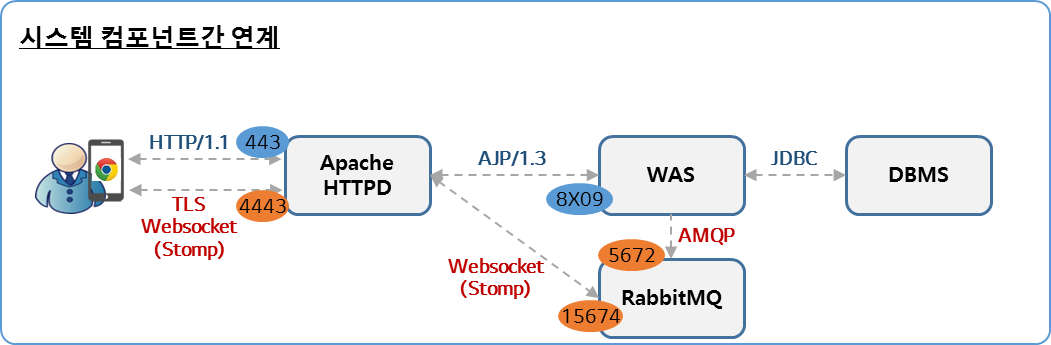 시스템 컴포넌트간 연계
HTTP/1.1
443
Apache
HTTPD
4443
TLS
Websocket
(Stomp)
AJP/1.3
8X09
WAS
JDBC
DBMS
AMQP
5672
Websocket
(Stomp)
15674
RabbitMQ